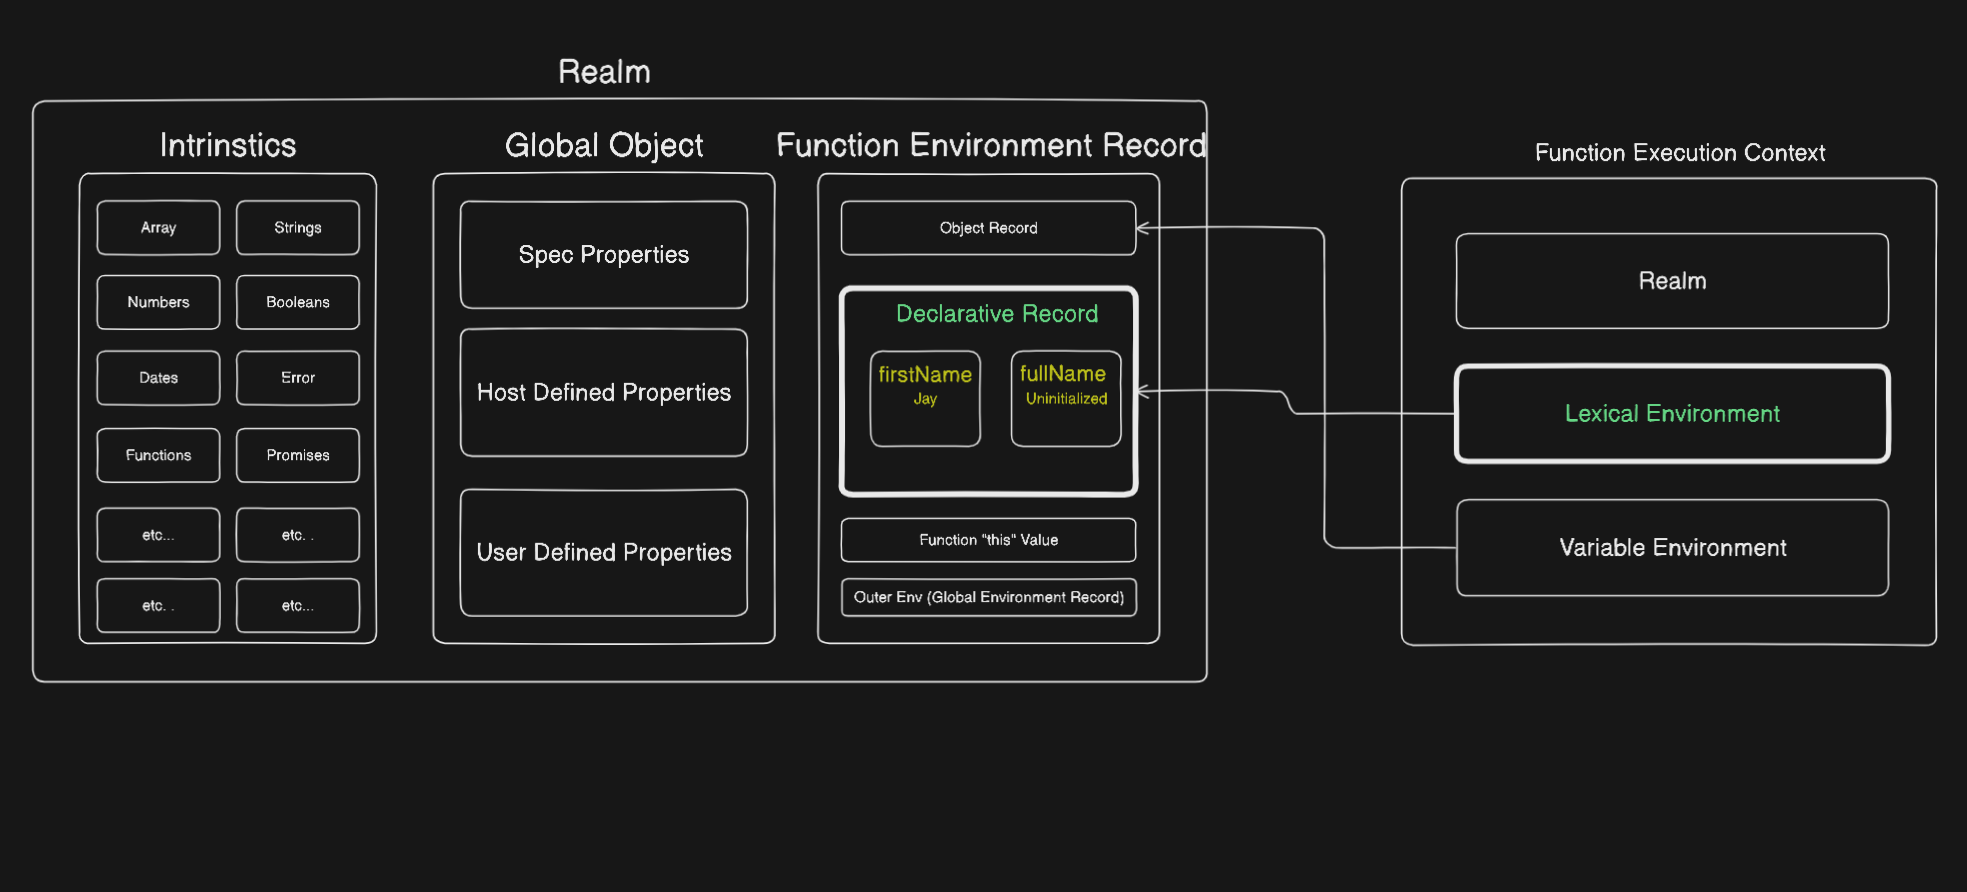 Realm
Intrinstics
Array
Strings
Numbers
Booleans
Dates
Error
Functions
Promises
etc...
etc. .
etc. .
etc...
Global Object
Spec Properties
Host Defined Properties
User Defined Properties
Function Environment Record
Object Record
Declarative Record
firstName
Jay
fullName
Uninitialized
Function "this" Value
Outer Env (Global Environment Record)
Function Execution Context
Realm
Lexical Environment
Variable Environment